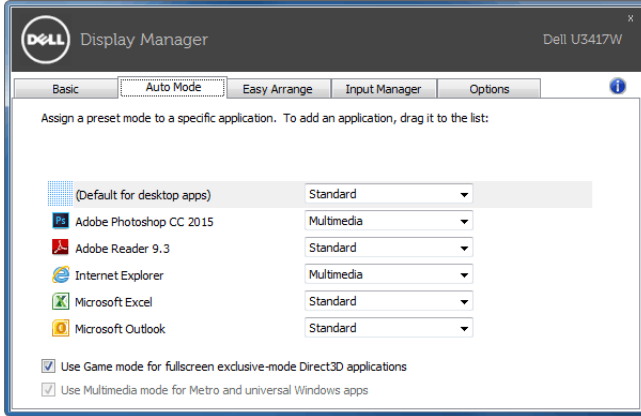 x
DELL Display Manager Dell U3417W
Basic Auto Mode Easy Arrange Input Manager Options i
Assign a preset mode to a specific application. To add an application, drag it to the list:
(Default for desktop apps) Standard
Ps Adobe Photoshop CC 2015 Multimedia
Adobe Reader 9.3 Standard
Internet Explorer Multimedia
Microsoft Excel Standard
Microsoft Outlook Standard
Use Game mode for fullscreen exclusive-mode Direct3D applications
Use Multimedia mode for Metro and universal Windows apps